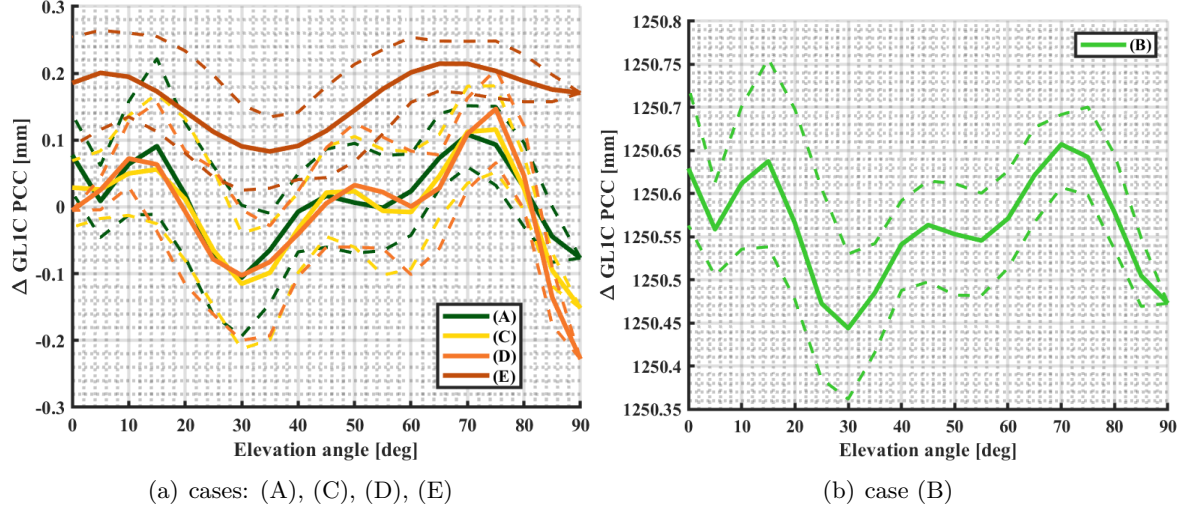 0.3
0.2
0.1
0
-0.1
-0.2
-0.3
Δ GL1C PCC [mm]
(A)
(C)
(D)
(E)
0 10 20 30 40 50 60 70 80 90
Elevation angle [deg]
(a) cases: (A), (C), (D), (E)
1250.8
1250.75
1250.7
1250.65
1250.6
1250.55
1250.5
1250.45
1250.4
1250.35
Δ GL1C PCC [mm]
(B)
0 10 20 30 40 50 60 70 80 90
Elevation angle [deg]
(b) case (B)